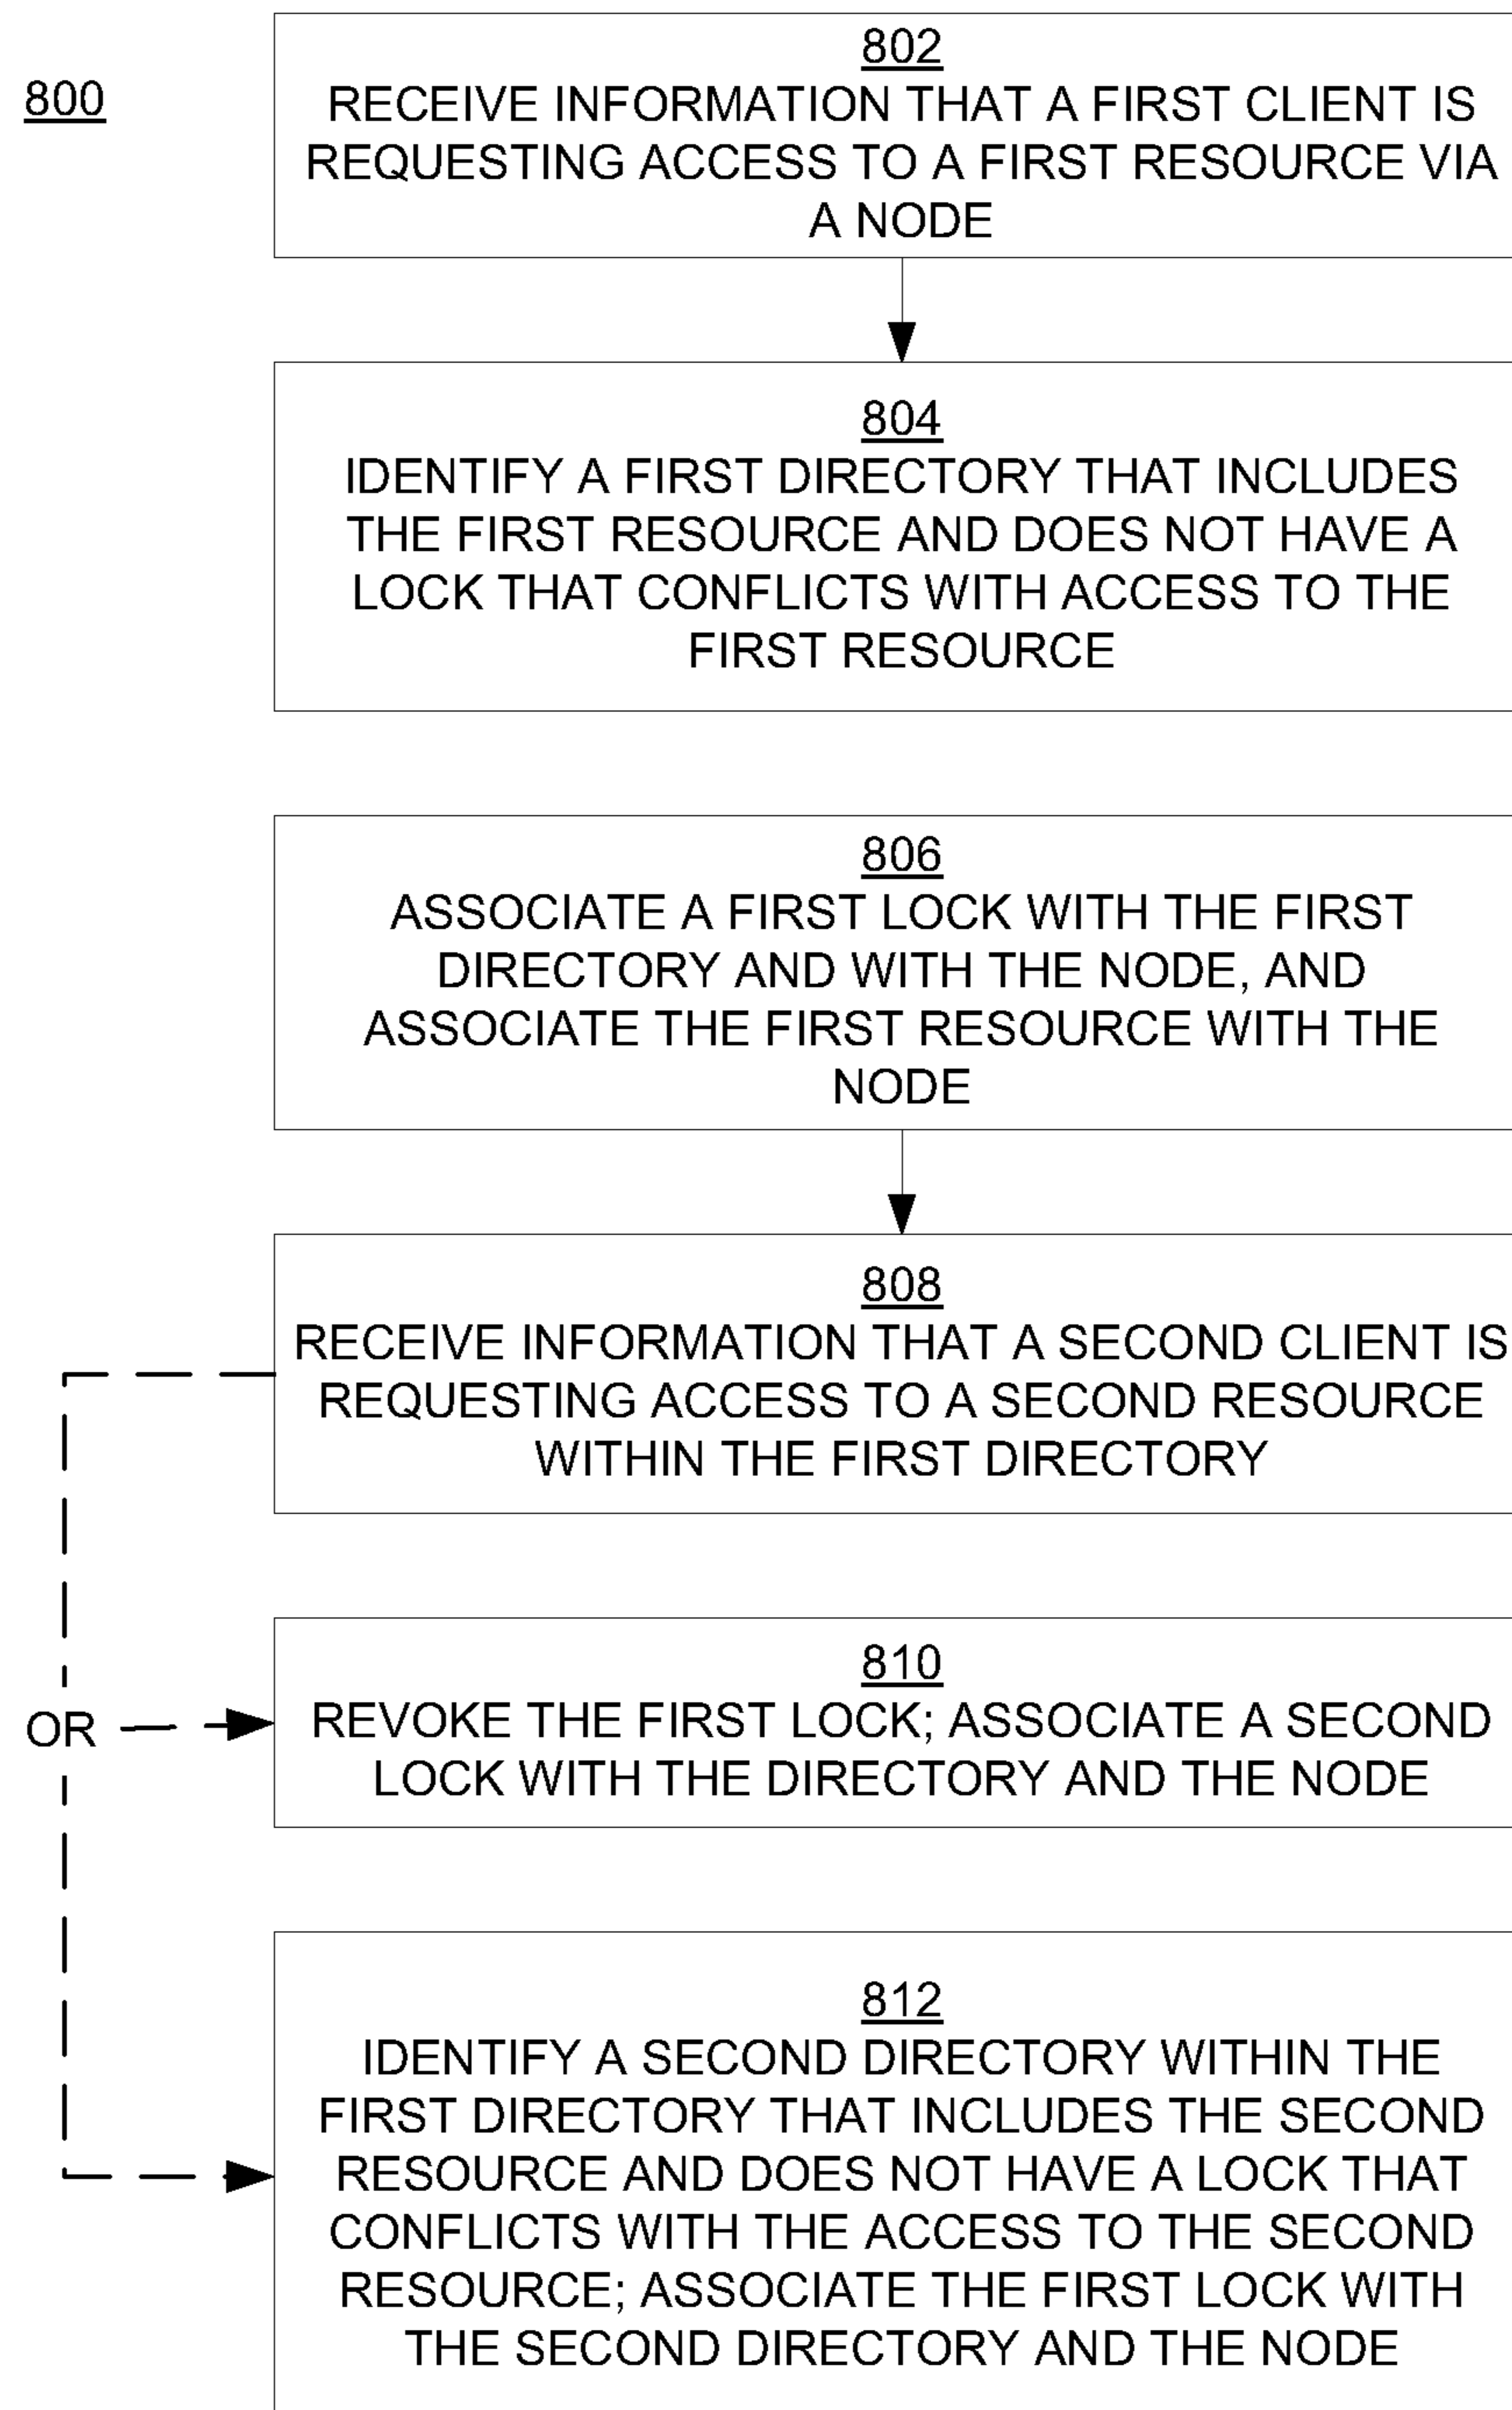 800
802
RECEIVE INFORMATION THAT A FIRST CLIENT IS
REQUESTING ACCESS TO A FIRST RESOURCE VIA
A NODE
804
IDENTIFY A FIRST DIRECTORY THAT INCLUDES
THE FIRST RESOURCE AND DOES NOT HAVE A
LOCK THAT CONFLICTS WITH ACCESS TO THE
FIRST RESOURCE
806
ASSOCIATE A FIRST LOCK WITH THE FIRST
DIRECTORY AND WITH THE NODE, AND
ASSOCIATE THE FIRST RESOURCE WITH THE
NODE
808
RECEIVE INFORMATION THAT A SECOND CLIENT IS
REQUESTING ACCESS TO A SECOND RESOURCE
WITHIN THE FIRST DIRECTORY
OR
810
REVOKE THE FIRST LOCK; ASSOCIATE A SECOND
LOCK WITH THE DIRECTORY AND THE NODE
812
IDENTIFY A SECOND DIRECTORY WITHIN THE
FIRST DIRECTORY THAT INCLUDES THE SECOND
RESOURCE AND DOES NOT HAVE A LOCK THAT
CONFLICTS WITH THE ACCESS TO THE SECOND
RESOURCE; ASSOCIATE THE FIRST LOCK WITH
THE SECOND DIRECTORY AND THE NODE